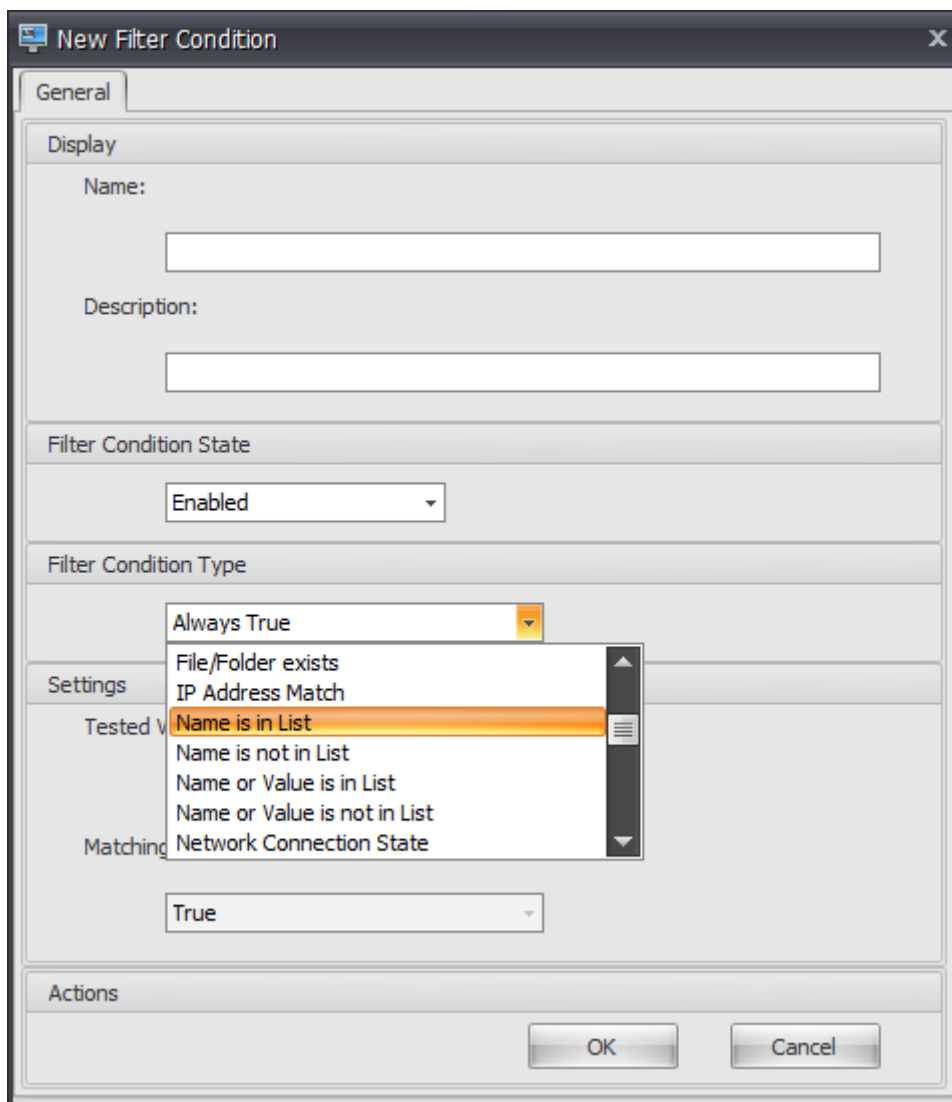 New Filter Condition
General
Display
Name:
Description:
Filter Condition State
Enabled
Filter Condition Type
Always True
File/Folder exists
IP Address Match
Name is in List
Name is not in List
Name or Value is in List
Name or Value is not in List
Network Connection State
Settings
Tested
Matching
True
Actions
OK
Cancel